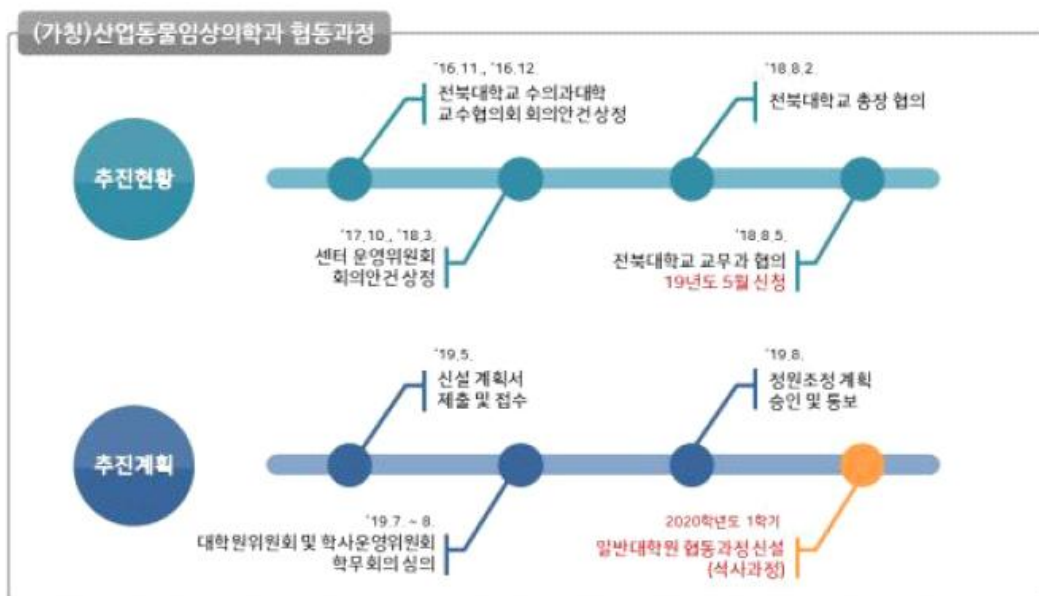 (가칭)산업동물임상의학과 협동과정
추진현황
'16.11., '16.12.
전북대학교 수의과대학
교수협의회 회의안건 상정
'17.10., '18.3.
센터 운영위원회
회의안건 상정
'18.8.2.
전북대학교 총장 협의
'18.8.5.
전북대학교 교무과 협의
19년도 5월 신청
추진계획
'19.5.
신설 계획서
제출 및 접수
'19.7. ~ 8.
대학원위원회 및 학사운영위원회
학무회의 심의
'19.8.
정원조정 계획
승인 및 통보
2020학년도 1학기
일반대학원 협동과정 신설
(석사과정)